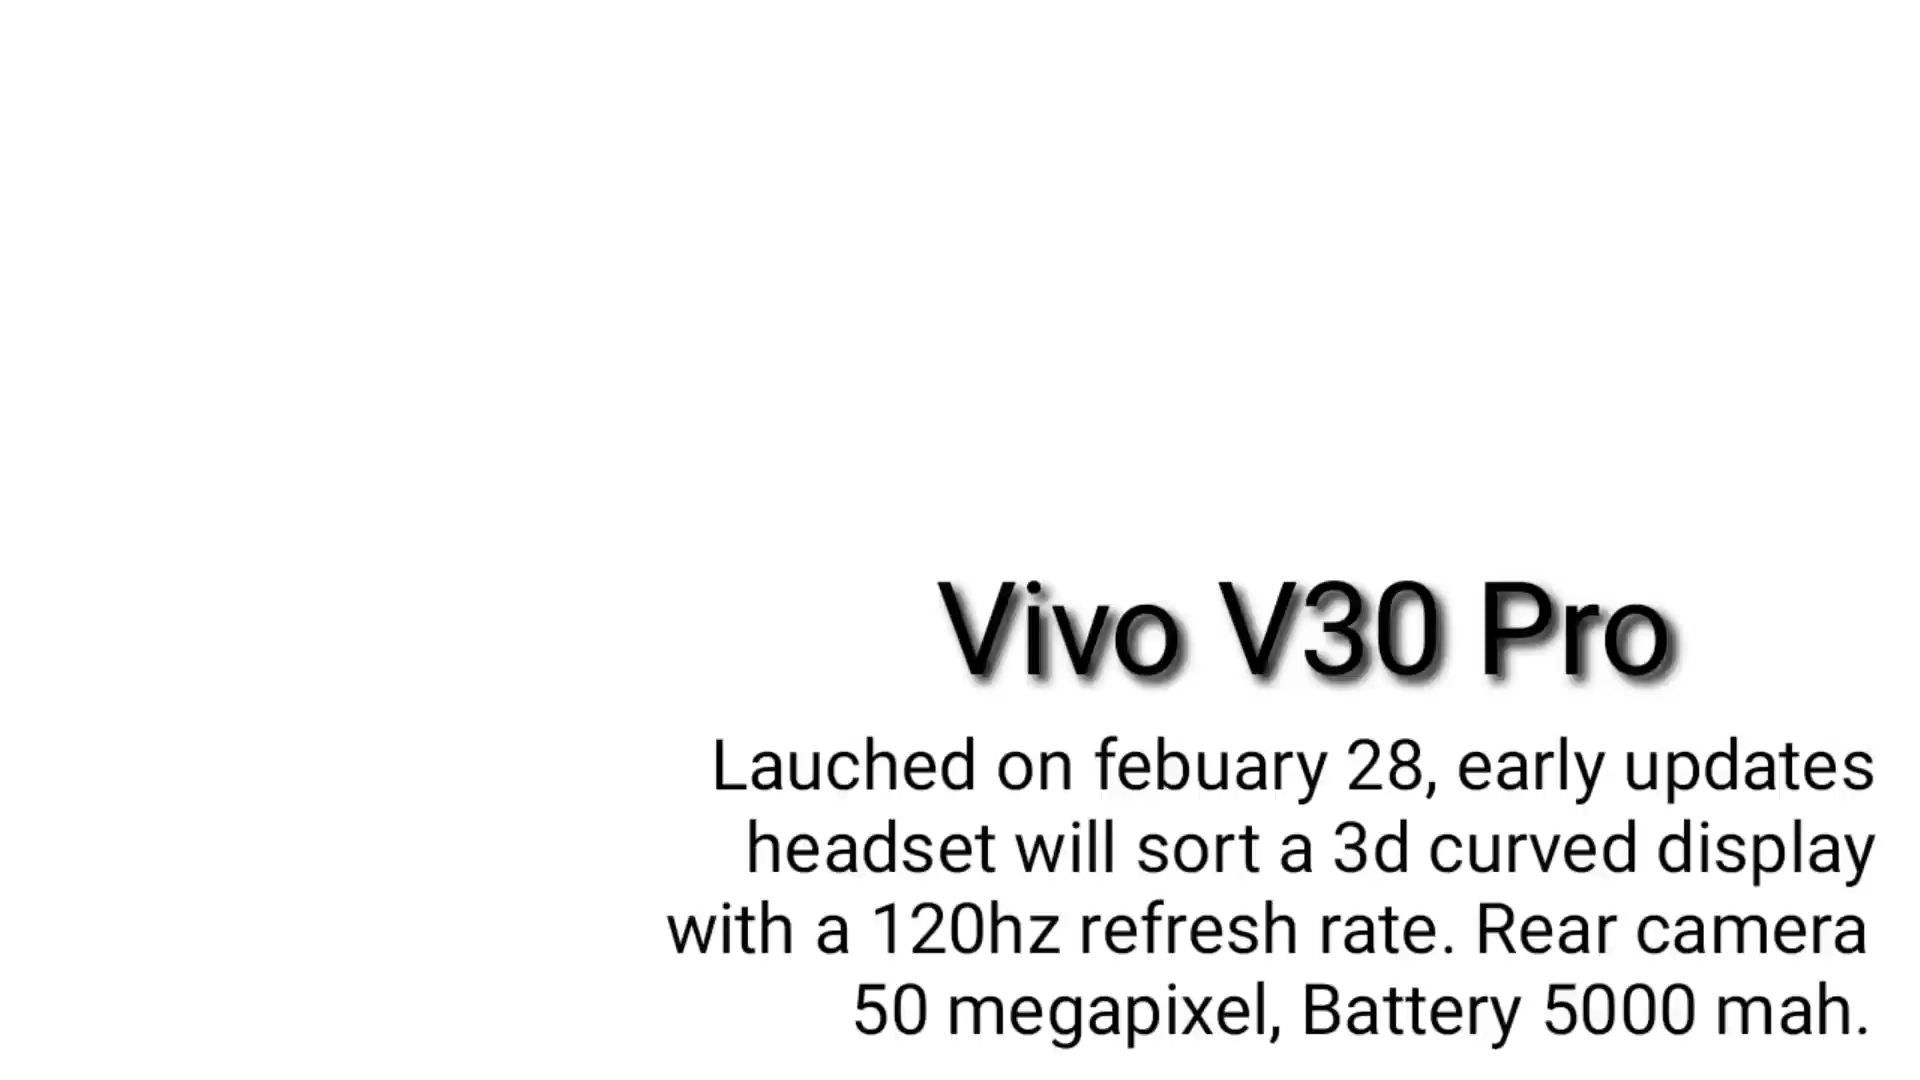 Vivo V30 Pro
Lauched on febuary 28, early updates
headset will sort a 3d curved display
with a 120hz refresh rate. Rear camera
50 megapixel, Battery 5000 mah.